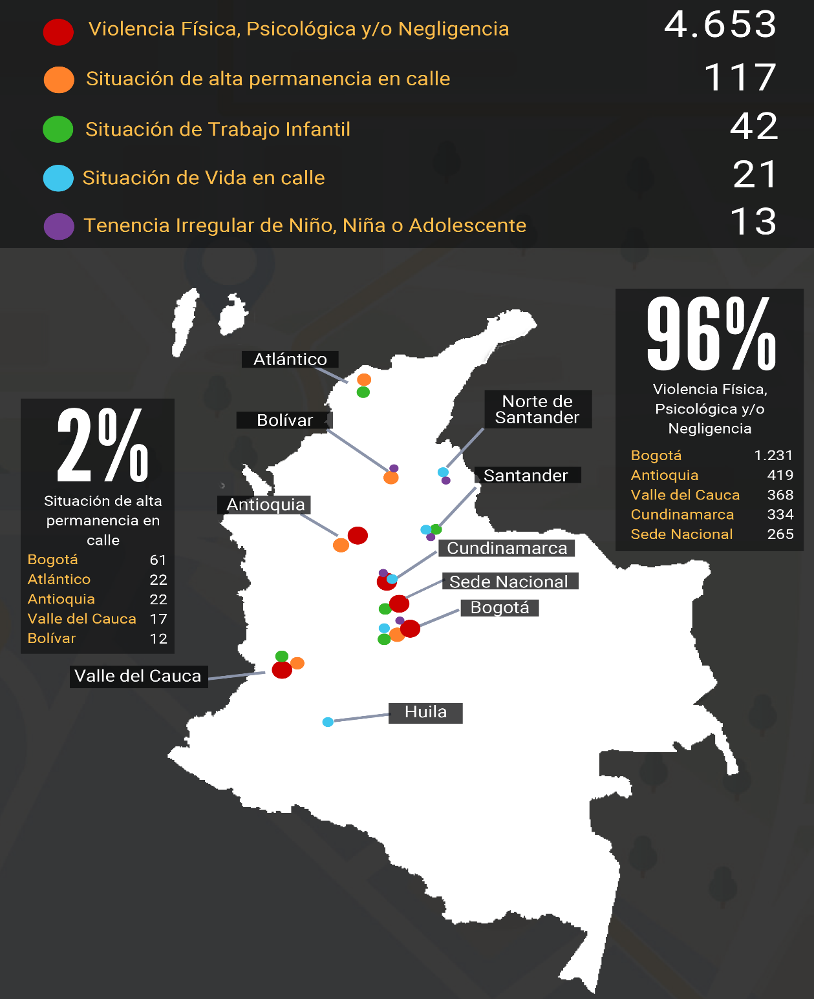 Violencia Física, Psicológica y/o Negligencia 4.653
Situación de alta permanencia en calle 117
Situación de Trabajo Infantil 42
Situación de Vida en calle 21
Tenencia Irregular de Niño, Niña o Adolescente 13
96%
Violencia Física,
Psicológica y/o
Negligencia
Bogotá 1.231
Antioquia 419
Valle del Cauca 368
Cundinamarca 334
Sede Nacional 265
2%
Situación de alta
permanencia en
calle
Bogotá 61
Atlántico 22
Antioquia 22
Valle del Cauca 17
Bolívar 12
Atlántico
Bolívar
Norte de
Santander
Santander
Antioquia
Cundinamarca
Sede Nacional
Bogotá
Valle del Cauca
Huila